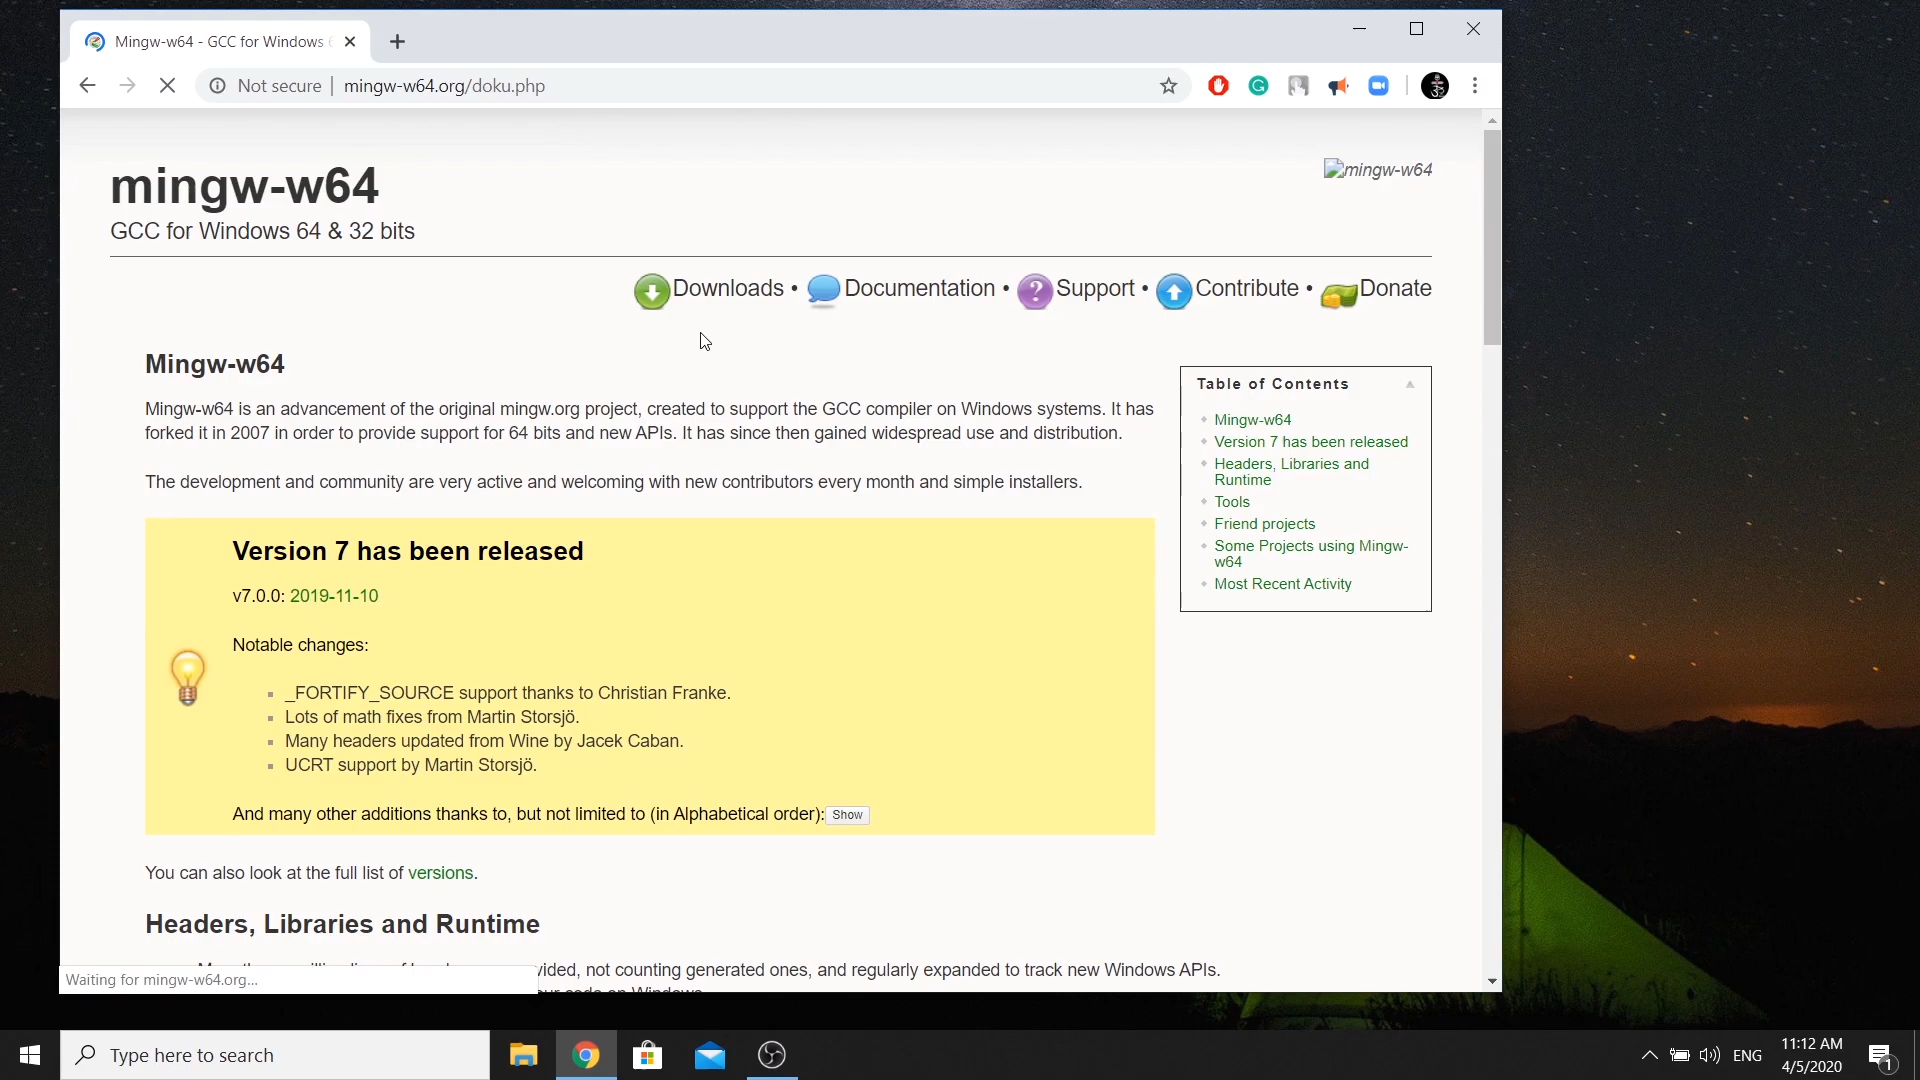 Mingw-w64 - GCC for Windows 6
Not secure | mingw-w64.org/doku.php
mingw-w64
mingw-w64
GCC for Windows 64 & 32 bits
Downloads • Documentation • Support • Contribute • Donate
Mingw-w64
Mingw-w64 is an advancement of the original mingw.org project, created to support the GCC compiler on Windows systems. It has
forked it in 2007 in order to provide support for 64 bits and new APIs. It has since then gained widespread use and distribution.
The development and community are very active and welcoming with new contributors every month and simple installers.
Table of Contents
Mingw-w64
Version 7 has been released
Headers, Libraries and
Runtime
Tools
Friend projects
Some Projects using Mingw-
w64
Most Recent Activity
Version 7 has been released
v7.0.0: 2019-11-10
Notable changes:
_FORTIFY_SOURCE support thanks to Christian Franke.
Lots of math fixes from Martin Storsjö.
Many headers updated from Wine by Jacek Caban.
UCRT support by Martin Storsjö.
And many other additions thanks to, but not limited to (in Alphabetical order): Show
You can also look at the full list of versions.
Headers, Libraries and Runtime
vided, not counting generated ones, and regularly expanded to track new Windows APIs.
Waiting for mingw-w64.org...
Type here to search
ENG
11:12 AM
4/5/2020
1